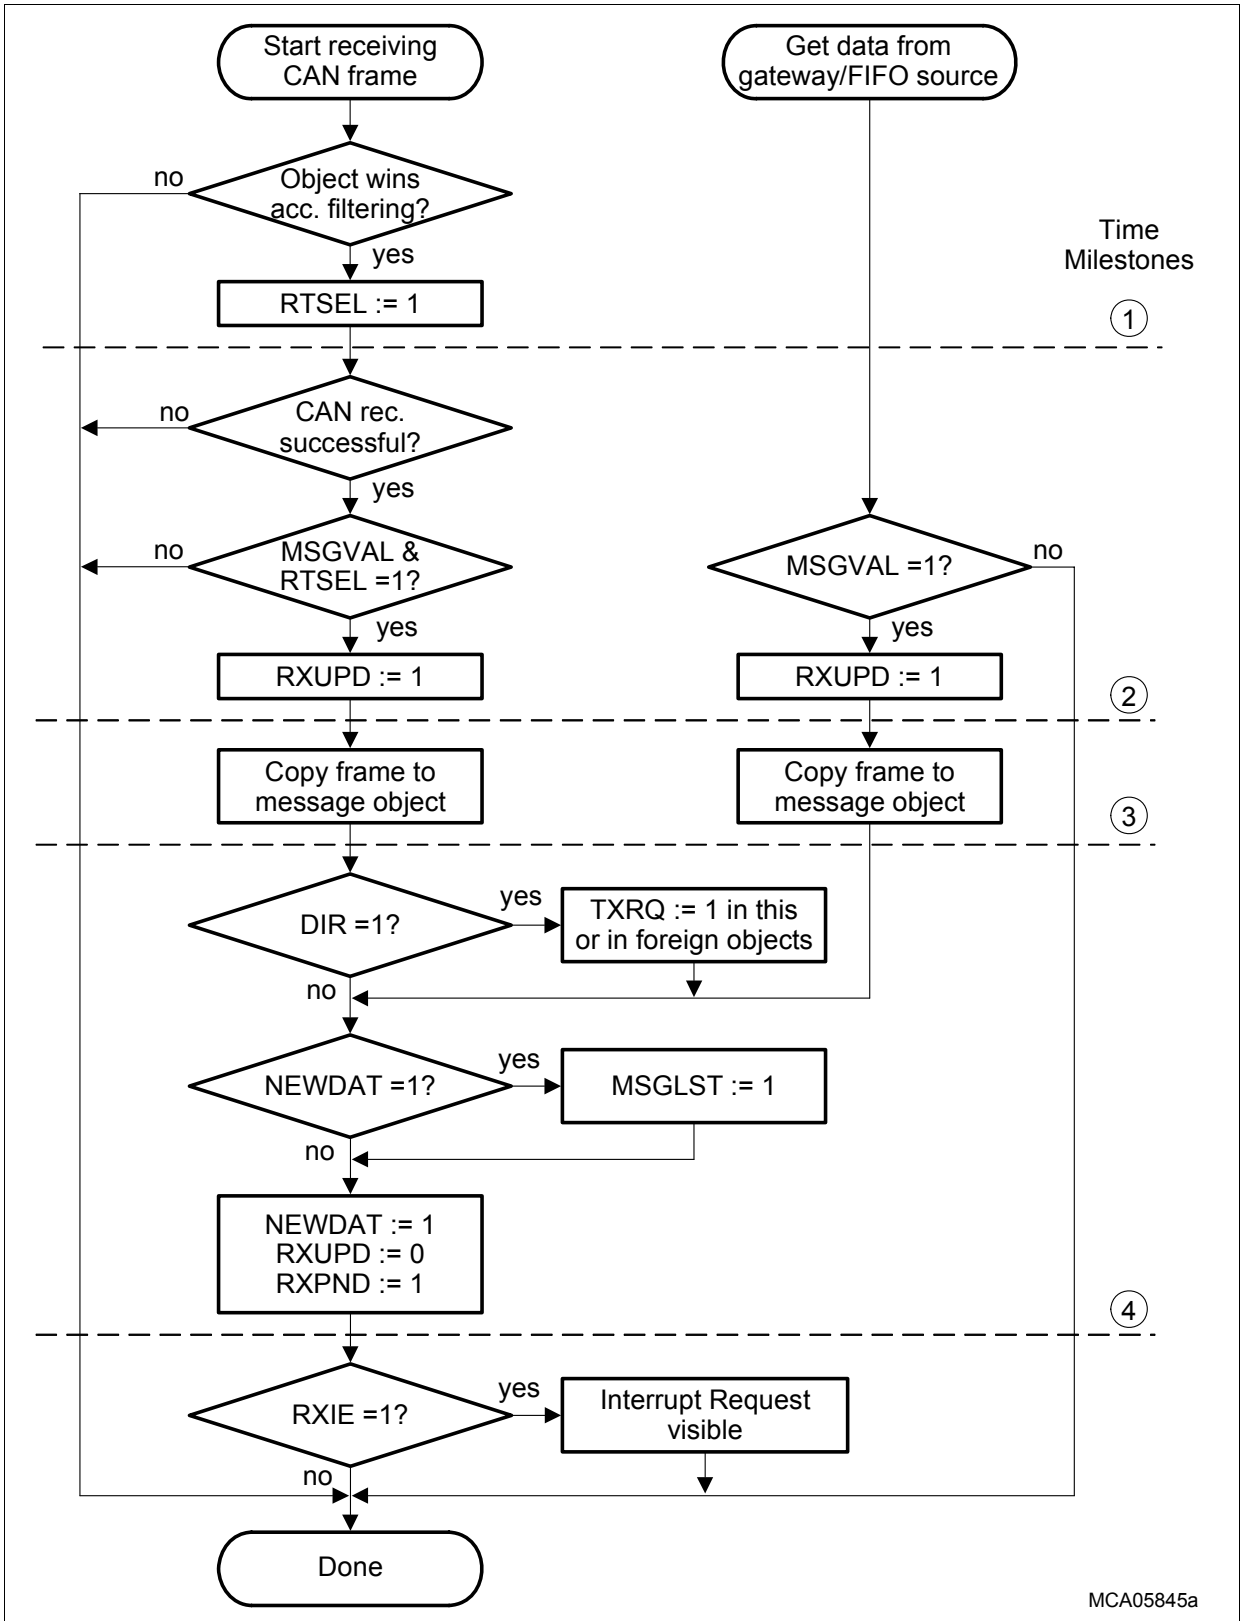 Start receiving
CAN frame
Get data from
gateway/FIFO source
no
Object wins
acc. filtering?
yes
Time
Milestones
RTSEL := 1
1
no
CAN rec.
successful?
yes
no
MSGVAL &
RTSEL =1?
MSGVAL =1?
no
yes
yes
RXUPD := 1
RXUPD := 1
2
Copy frame to
message object
Copy frame to
message object
3
DIR =1?
yes
TXRQ := 1 in this
or in foreign objects
no
NEWDAT =1?
yes
MSGLST := 1
no
NEWDAT := 1
RXUPD := 0
RXPND := 1
4
RXIE =1?
yes
Interrupt Request
visible
no
Done
MCA05845a